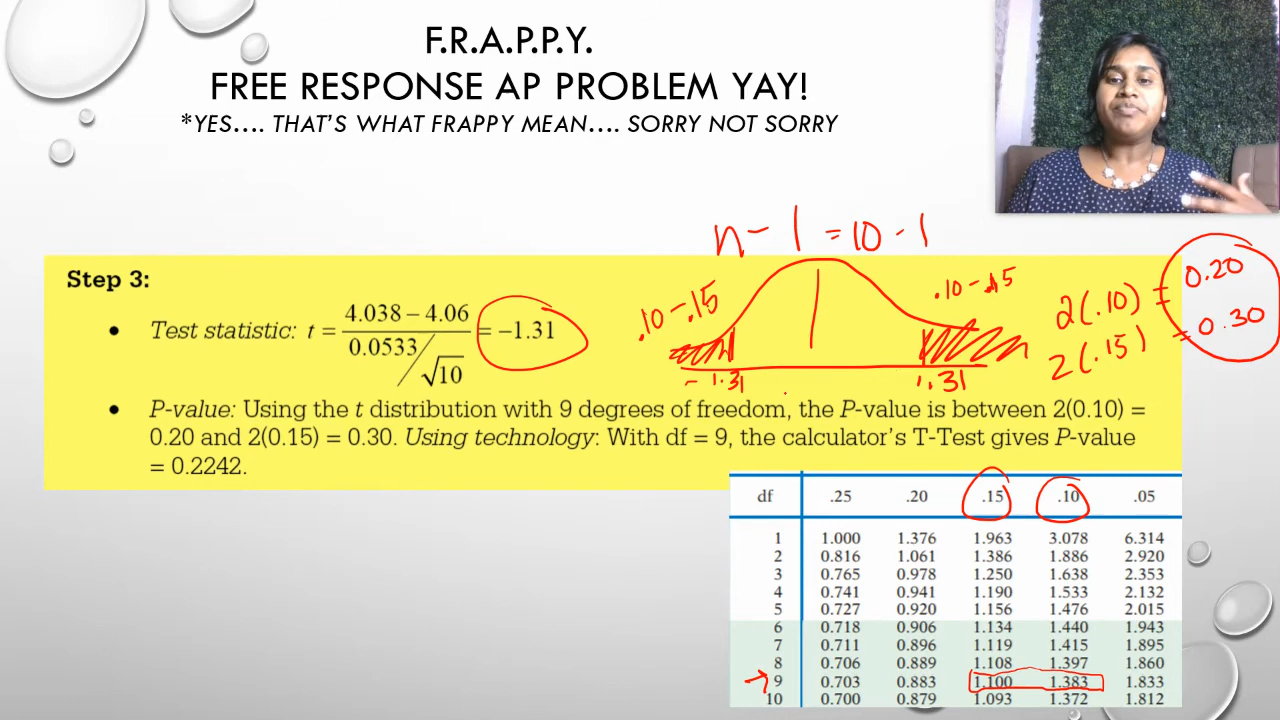 F.R.A.P.P.Y.
FREE RESPONSE AP PROBLEM YAY!
*YES.... THAT'S WHAT FRAPPY MEAN.... SORRY NOT SORRY
n - 1 = 10 - 1
Step 3:
• Test statistic: t = (4.038 – 4.06) / (0.0533/√10) = –1.31
.10 - .15
.10 - .15
-1.31
1.31
2(.10) = 0.20
2(.15) = 0.30
• P-value: Using the t distribution with 9 degrees of freedom, the P-value is between 2(0.10) =
0.20 and 2(0.15) = 0.30. Using technology: With df = 9, the calculator's T-Test gives P-value
= 0.2242.
df .25 .20 .15 .10 .05
1 1.000 1.376 1.963 3.078 6.314
2 0.816 1.061 1.386 1.886 2.920
3 0.765 0.978 1.250 1.638 2.353
4 0.741 0.941 1.190 1.533 2.132
5 0.727 0.920 1.156 1.476 2.015
6 0.718 0.906 1.134 1.440 1.943
7 0.711 0.896 1.119 1.415 1.895
8 0.706 0.889 1.108 1.397 1.860
9 0.703 0.883 1.100 1.383 1.833
10 0.700 0.879 1.093 1.372 1.812